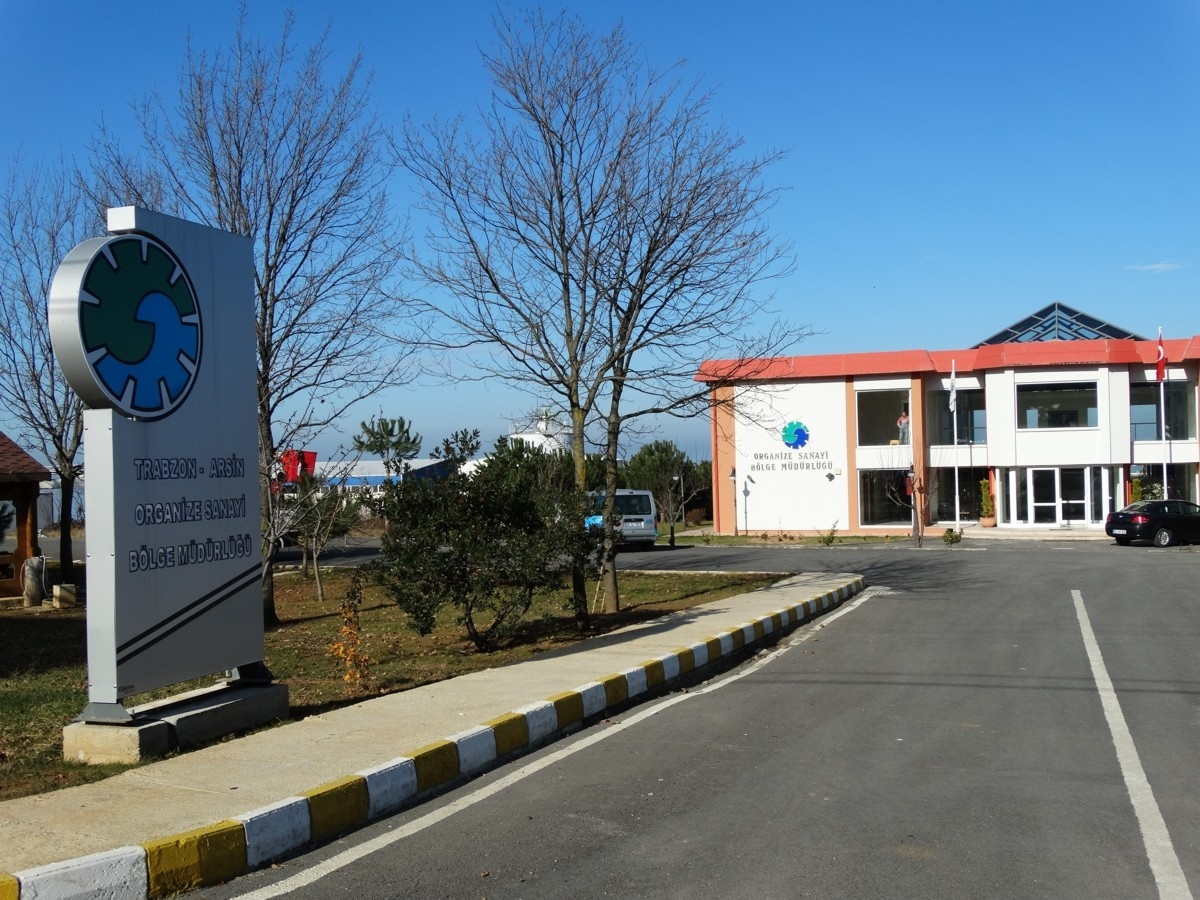 TRABZON - ARSİN
ORGANİZE SANAYİ
BÖLGE MÜDÜRLÜĞÜ
ORGANİZE SANAYİ
BÖLGE MÜDÜRLÜĞÜ